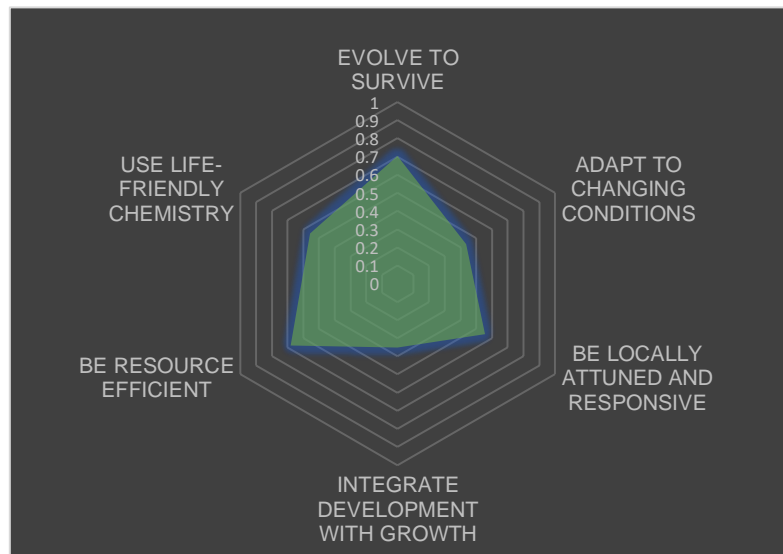 EVOLVE TO
SURVIVE
1
0.9
0.8
0.7
0.6
0.5
0.4
0.3
0.2
0.1
0
ADAPT TO
CHANGING
CONDITIONS
BE LOCALLY
ATTUNED AND
RESPONSIVE
INTEGRATE
DEVELOPMENT
WITH GROWTH
BE RESOURCE
EFFICIENT
USE LIFE-
FRIENDLY
CHEMISTRY